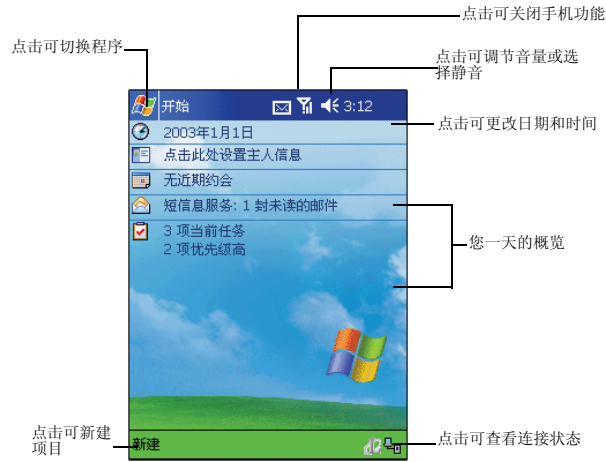 点击可关闭手机功能
点击可切换程序
点击可调节音量或选
择静音
开始
3:12
点击可更改日期和时间
2003年1月1日
点击此处设置主人信息
无近期约会
短信息服务: 1 封未读的邮件
3 项当前任务
2 项优先级高
您一天的概览
点击可新建
项目
新建
点击可查看连接状态